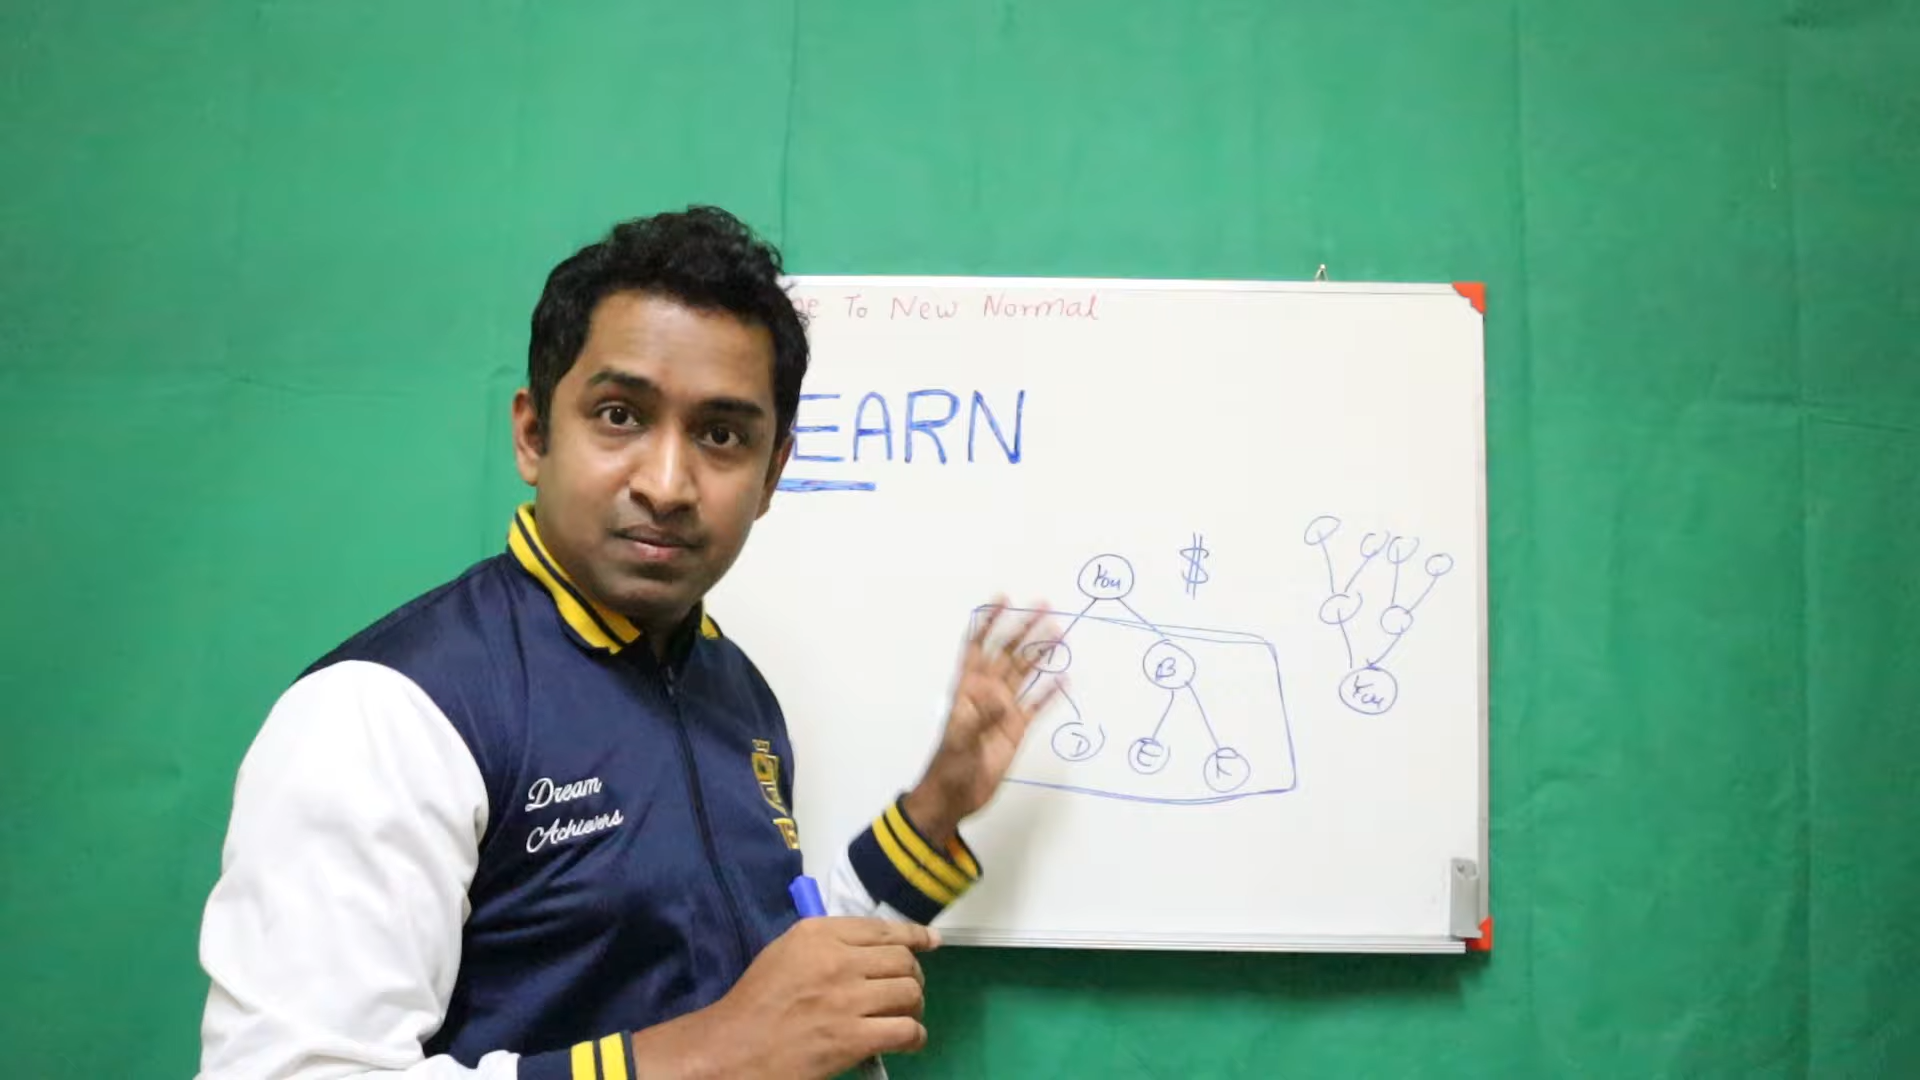 To New Normal
EARN
$
You
A
B
D
E
F
You
Dream
Achievers